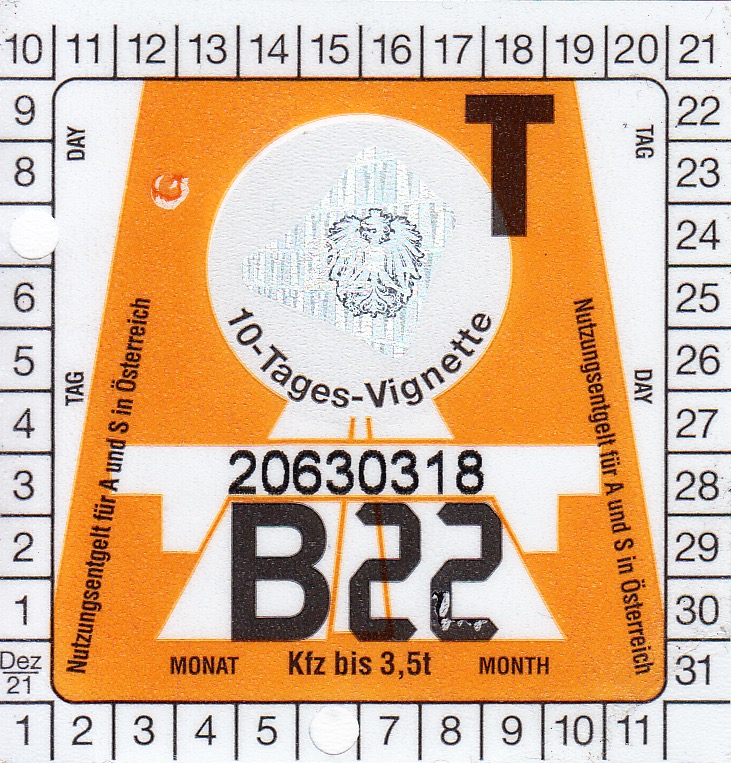 10 11 12 13 14 15 16 17 18 19 20 21
9
8
6
5
4
3
2
1
Dez
21
22
23
24
25
26
27
28
29
30
31
DAY
TAG
TAG
DAY
T
10-Tages-Vignette
Nutzungsentgelt für A und S in Österreich
Nutzungsentgelt für A und S in Österreich
20630318
B22
MONAT Kfz bis 3,5t MONTH
1 2 3 4 5 7 8 9 10 11